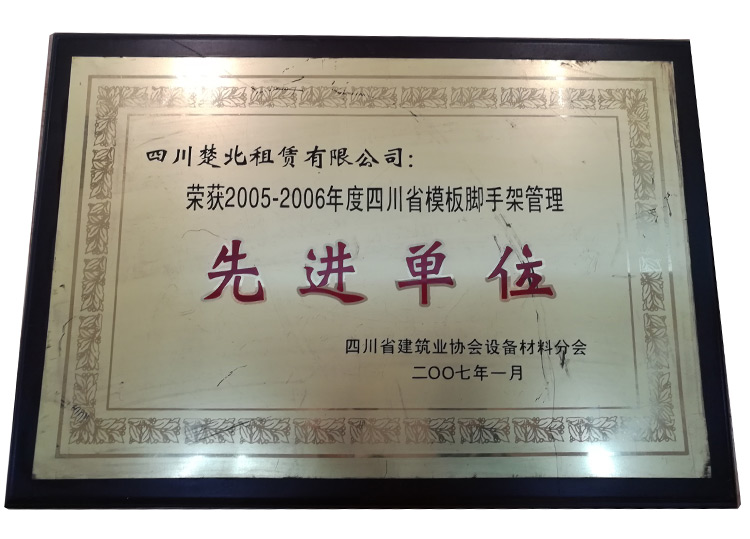 四川楚北租赁有限公司：
荣获2005-2006年度四川省模板脚手架管理
先进单位
四川省建筑业协会设备材料分会
二〇〇七年一月